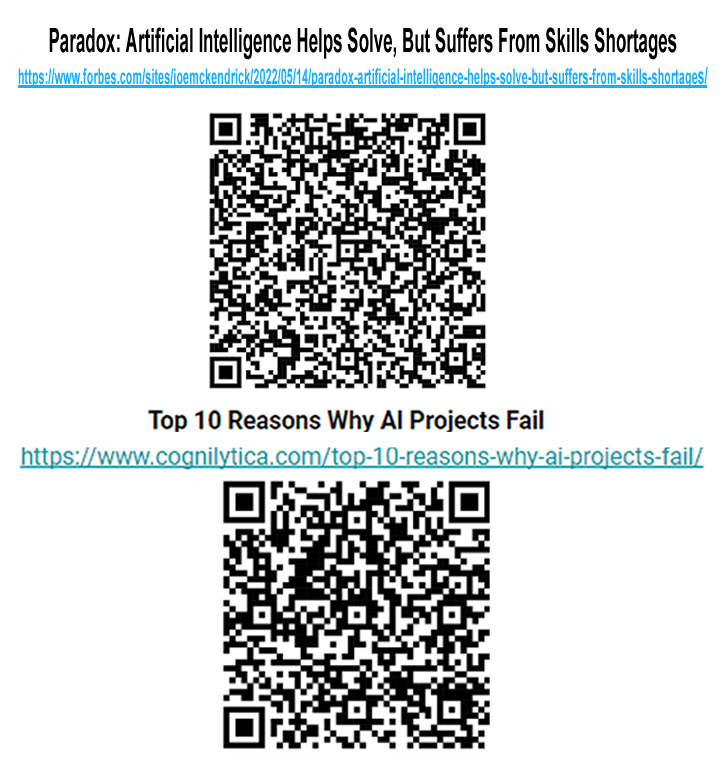 Paradox: Artificial Intelligence Helps Solve, But Suffers From Skills Shortages
https://www.forbes.com/sites/joemckendrick/2022/05/14/paradox-artificial-intelligence-helps-solve-but-suffers-from-skills-shortages/
Top 10 Reasons Why AI Projects Fail
https://www.cognilytica.com/top-10-reasons-why-ai-projects-fail/